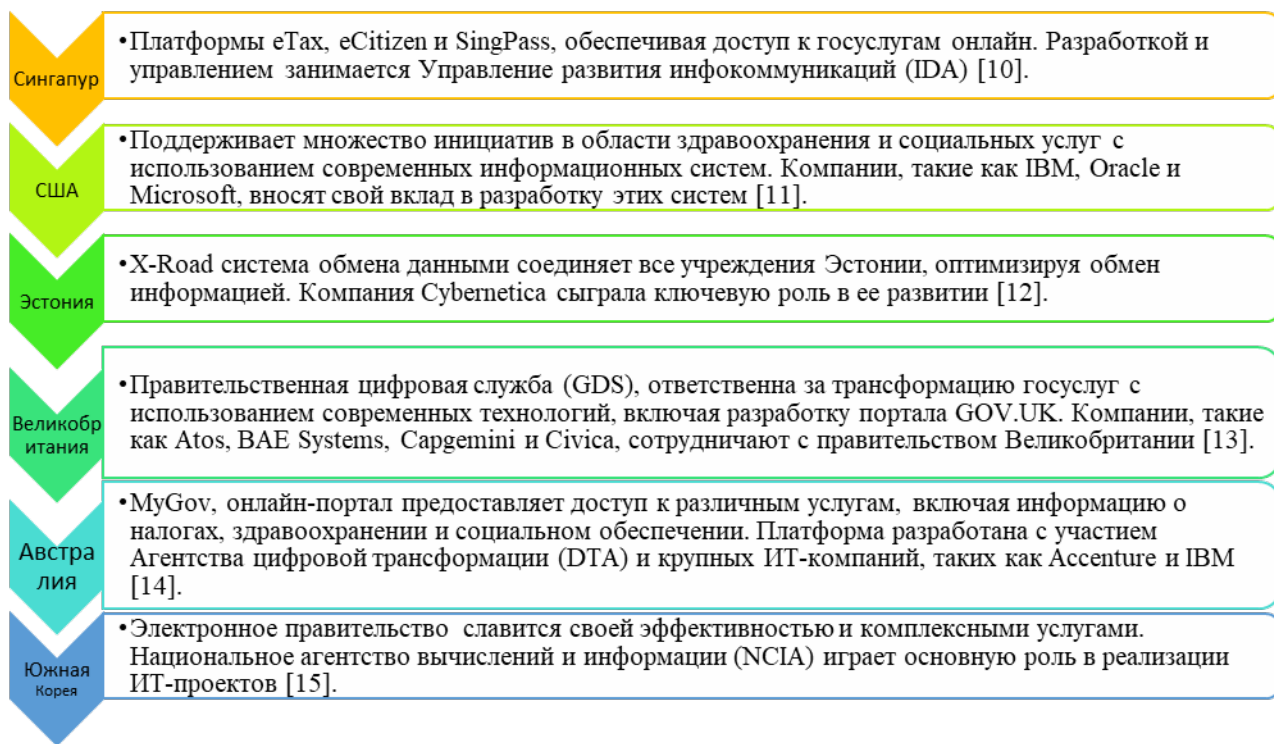 Сингапур
•Платформы eTax, eCitizen и SingPass, обеспечивая доступ к госуслугам онлайн. Разработкой и
управлением занимается Управление развития инфокоммуникаций (IDA) [10].
США
•Поддерживает множество инициатив в области здравоохранения и социальных услуг с
использованием современных информационных систем. Компании, такие как IBM, Oracle и
Microsoft, вносят свой вклад в разработку этих систем [11].
Эстония
•X-Road система обмена данными соединяет все учреждения Эстонии, оптимизируя обмен
информацией. Компания Cybernetica сыграла ключевую роль в ее развитии [12].
Великобр
итания
•Правительственная цифровая служба (GDS), ответственна за трансформацию госуслуг с
использованием современных технологий, включая разработку портала GOV.UK. Компании, такие
как Atos, BAE Systems, Capgemini и Civica, сотрудничают с правительством Великобритании [13].
Австра
лия
•MyGov, онлайн-портал предоставляет доступ к различным услугам, включая информацию о
налогах, здравоохранении и социальном обеспечении. Платформа разработана с участием
Агентства цифровой трансформации (DTA) и крупных ИТ-компаний, таких как Accenture и IBM
[14].
Южная
Корея
•Электронное правительство славится своей эффективностью и комплексными услугами.
Национальное агентство вычислений и информации (NCIA) играет основную роль в реализации
ИТ-проектов [15].